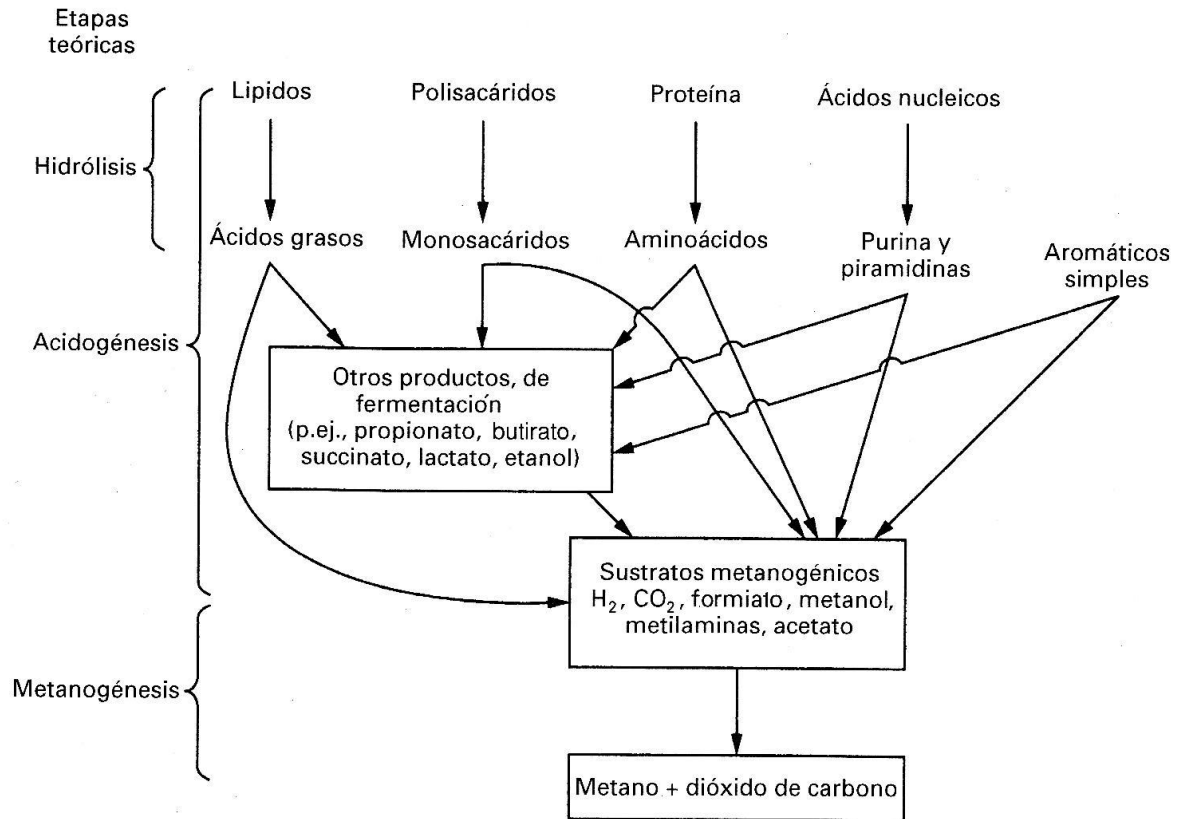 Etapas
teóricas
Lipidos
Polisacáridos
Proteína
Ácidos nucleicos
Hidrólisis
Ácidos grasos
Monosacáridos
Aminoácidos
Purina y
piramidinas
Aromáticos
simples
Acidogénesis
Otros productos, de
fermentación
(p.ej., propionato, butirato,
succinato, lactato, etanol)
Sustratos metanogénicos
H₂, CO₂, formiato, metanol,
metilaminas, acetato
Metanogénesis
Metano + dióxido de carbono